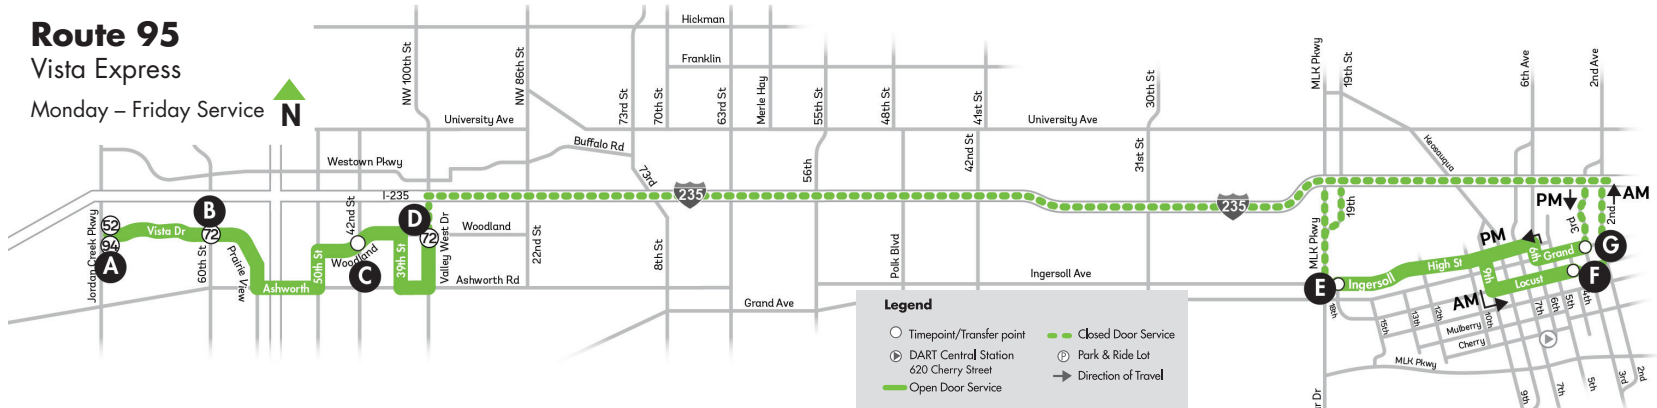 Route 95
Vista Express
Monday – Friday Service
N
Hickman
Franklin
University Ave
University Ave
Buffalo Rd
Westown Pkwy
I-235
235
235
NW 100th St
NW 86th St
73rd St
70th St
63rd St
Merle Hay
55th St
48th St
41st St
30th St
MLK Pkwy
19th St
6th Ave
2nd Ave
Keosauqua
73rd
56th
42nd St
31st St
Jordan Creek Pkwy
52
94
A
Vista Dr
B
72
60th St
Prairie View
Ashworth
50th St
42nd St
Woodland
C
39th St
D
72
Valley West Dr
Woodland
Ashworth Rd
22nd St
8th St
Grand Ave
Polk Blvd
Ingersoll Ave
MLK Pkwy
19th
E
Ingersoll
High St
PM
6th
Grand
9th
Locust
AM
PM
3rd
2nd
AM
G
F
18th
15th
13th
12th
10th
7th
6th
5th
4th
Mulberry
Cherry
MLK Pkwy
9th
7th
5th
3rd
2nd
r Dr
Legend
Timepoint/Transfer point
DART Central Station
620 Cherry Street
Open Door Service
Closed Door Service
P Park & Ride Lot
Direction of Travel